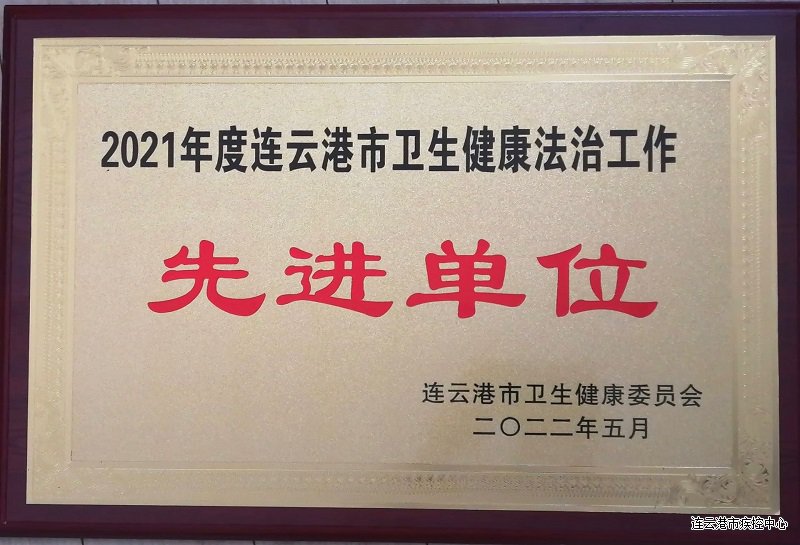 2021年度连云港市卫生健康法治工作
先进单位
连云港市卫生健康委员会
二〇二二年五月
连云港市疾控中心